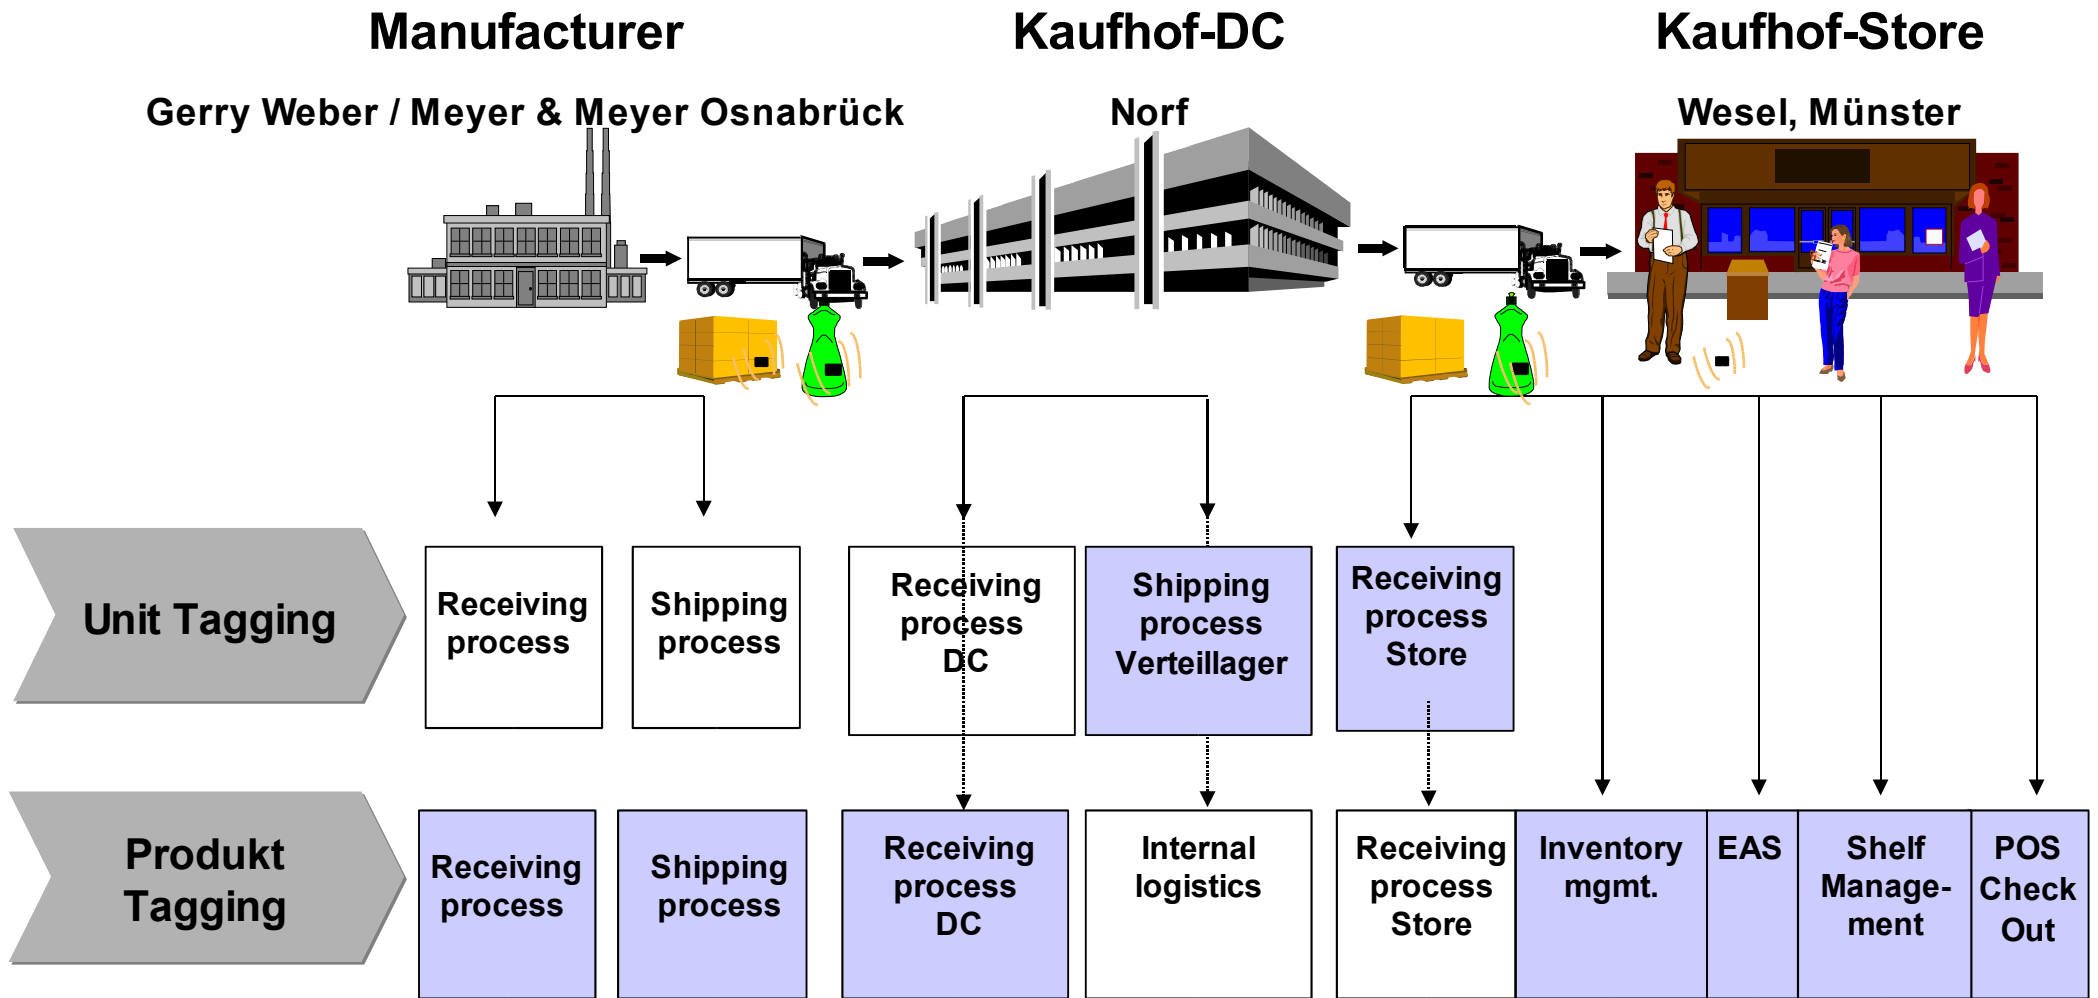 Manufacturer
Kaufhof-DC
Kaufhof-Store
Gerry Weber / Meyer & Meyer Osnabrück
Norf
Wesel, Münster
Unit Tagging
Receiving
process
Shipping
process
Receiving
process
DC
Shipping
process
Verteillager
Receiving
process
Store
Produkt
Tagging
Receiving
process
Shipping
process
Receiving
process
DC
Internal
logistics
Receiving
process
Store
Inventory
mgmt.
EAS
Shelf
Manage-
ment
POS
Check
Out